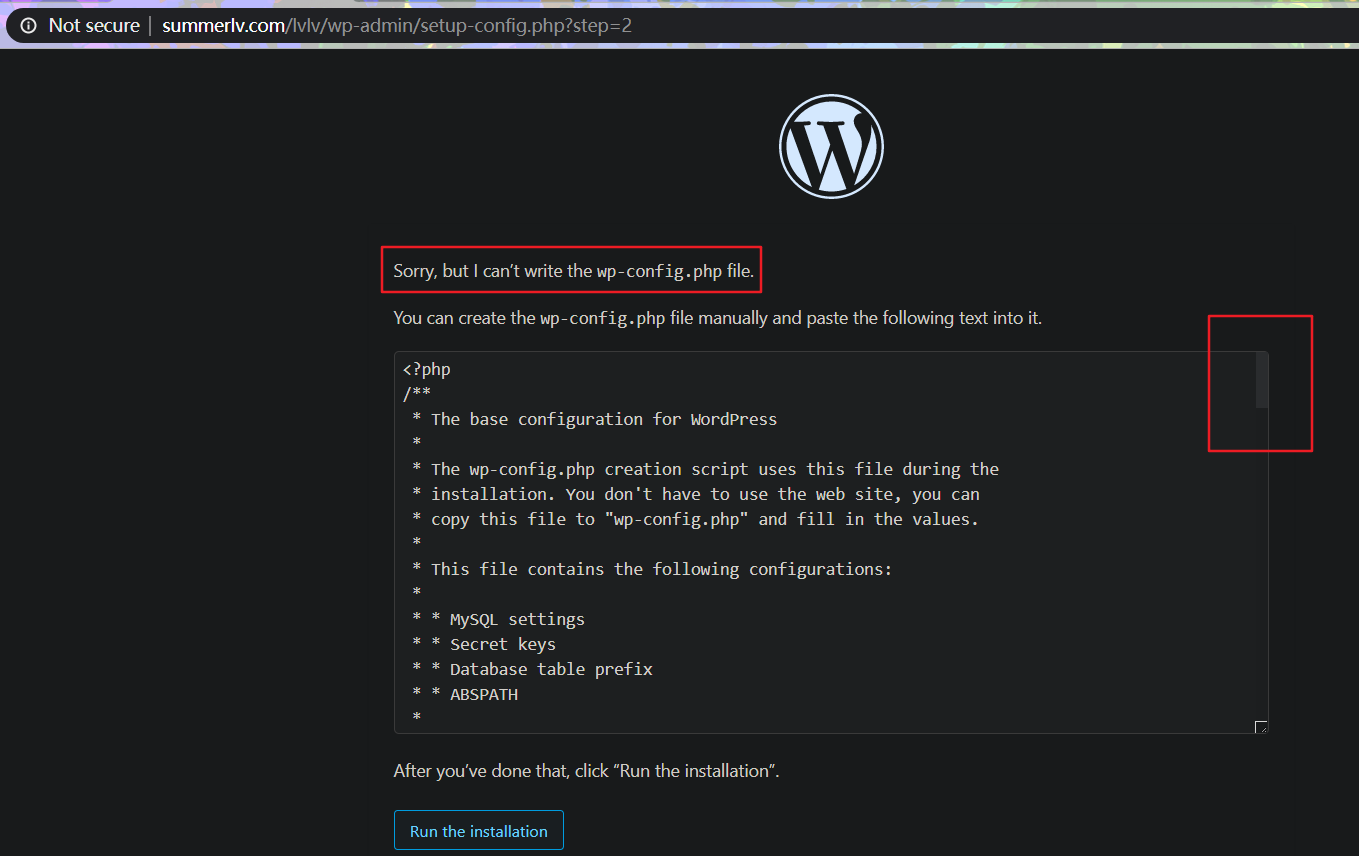 Not secure | summerlv.com/lvlv/wp-admin/setup-config.php?step=2
Sorry, but I can’t write the wp-config.php file.
You can create the wp-config.php file manually and paste the following text into it.
<?php
/**
* The base configuration for WordPress
*
* The wp-config.php creation script uses this file during the
* installation. You don't have to use the web site, you can
* copy this file to "wp-config.php" and fill in the values.
*
* This file contains the following configurations:
*
* * MySQL settings
* * Secret keys
* * Database table prefix
* * ABSPATH
*
After you’ve done that, click “Run the installation”.
Run the installation